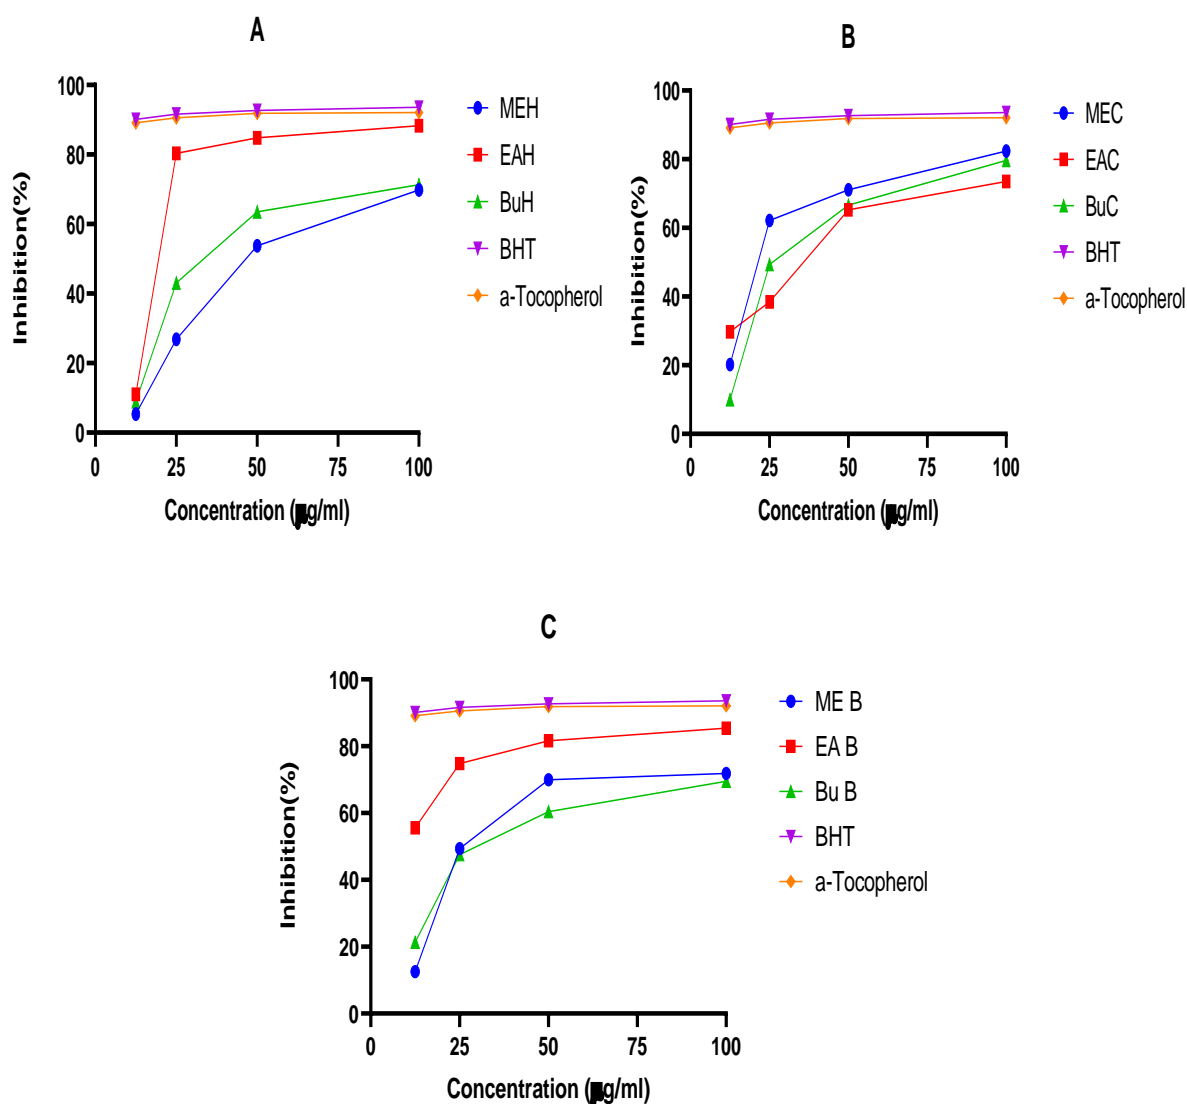 A
Inhibition(%)
100
80
60
40
20
0
0 25 50 75 100
Concentration (µg/ml)
MEH
EAH
BuH
BHT
a-Tocopherol
B
Inhibition(%)
100
80
60
40
20
0
0 25 50 75 100
Concentration (µg/ml)
MEC
EAC
BuC
BHT
a-Tocopherol
C
Inhibition(%)
100
80
60
40
20
0
0 25 50 75 100
Concentration (µg/ml)
ME B
EA B
Bu B
BHT
a-Tocopherol